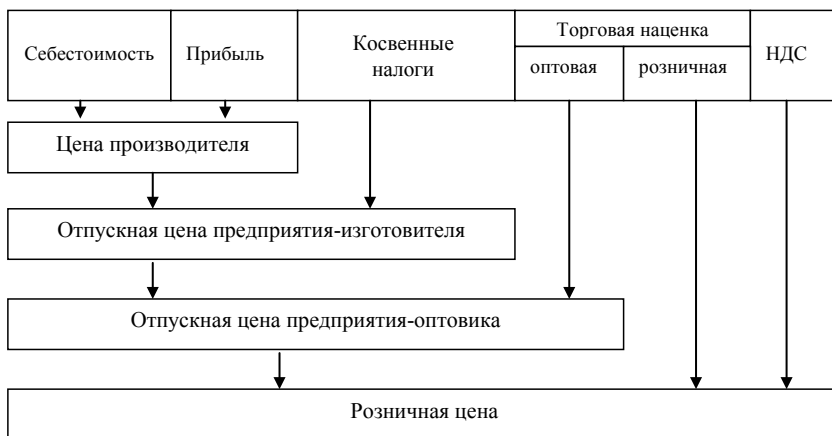 Себестоимость
Прибыль
Косвенные
налоги
Торговая наценка
оптовая
розничная
НДС
Цена производителя
Отпускная цена предприятия-изготовителя
Отпускная цена предприятия-оптовика
Розничная цена